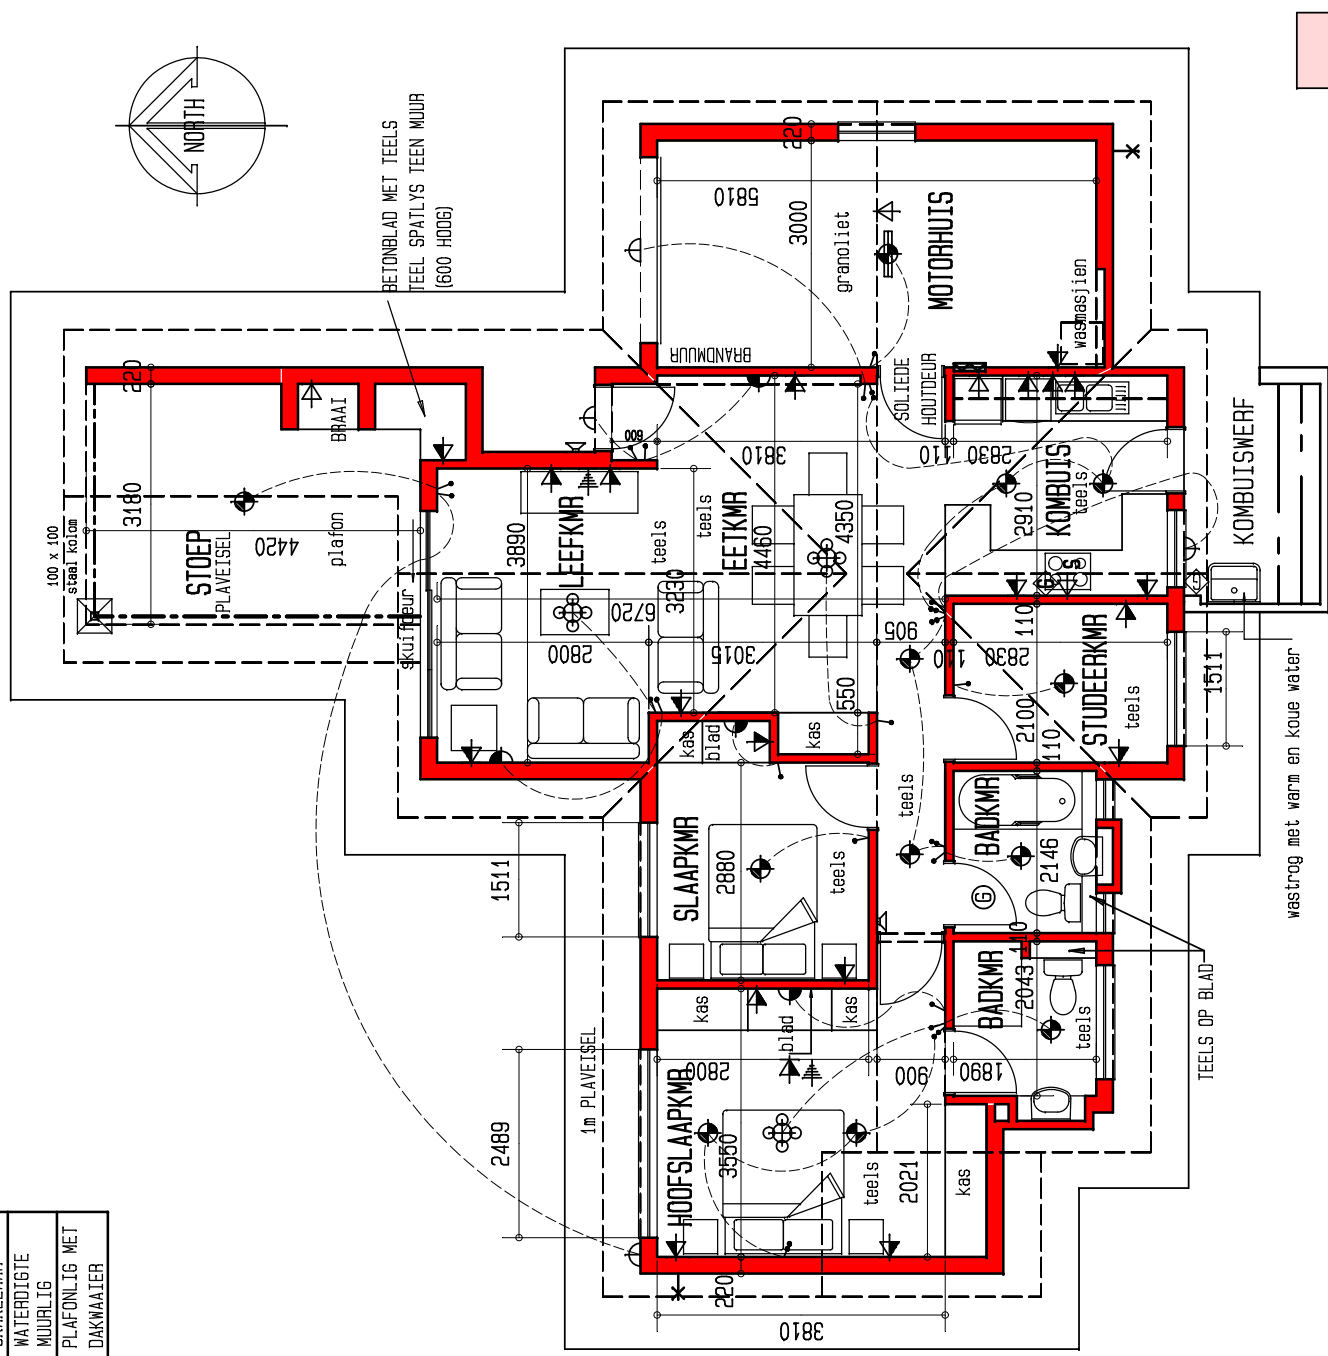 NORTH
BETONBLAD MET TEELS
TEEL SPATLYS TEEN MUUR
(600 HOOG)
100 x 100
staal kolom
STOEP
PLAVEISEL
4420
3180
220
plafon
BRAAI
skuifdeur
LEEFKMR
3890
6720
2800
teels
600
EETKMR
teels
3230
3015
3810
4460
4350
550
BRANDMUUR
220
5810
3000
granoliet
MOTORHUIS
wasmasjien
SOLIEDE
HOUTDEUR
110
2830
2910
KOMBUIS
teels
G
S
KOMBUISWERF
wastrog met warm en koue water
905
110
2830
110
2100
110
STUDEERKMR
teels
1511
kas
blad
kas
SLAAPKMR
2880
teels
1511
teels
BADKMR
2146
G
110
BADKMR
2043
teels
1890
TEELS OP BLAD
kas
blad
kas
1m PLAVEISEL
2489
HOOFSLAAPKMR
2800
900
3550
teels
2021
kas
220
3810
WATERDIGTE
MUURLIG
PLAFONLIG MET
DAKWAAIER